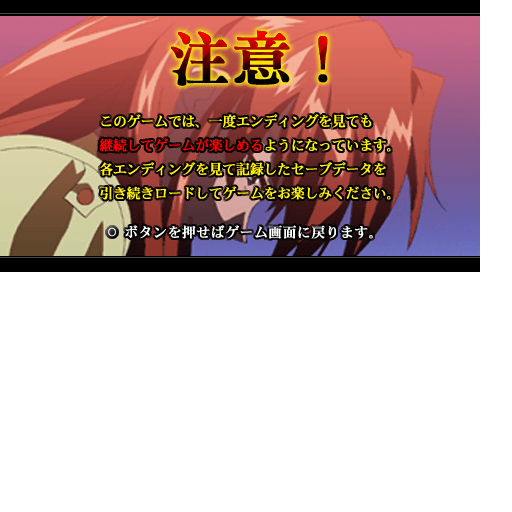 注意！
このゲームでは、一度エンディングを見ても
継続してゲームが楽しめるようになっています。
各エンディングを見て記録したセーブデータを
引き続きロードしてゲームをお楽しみください。
○ ボタンを押せばゲーム画面に戻ります。